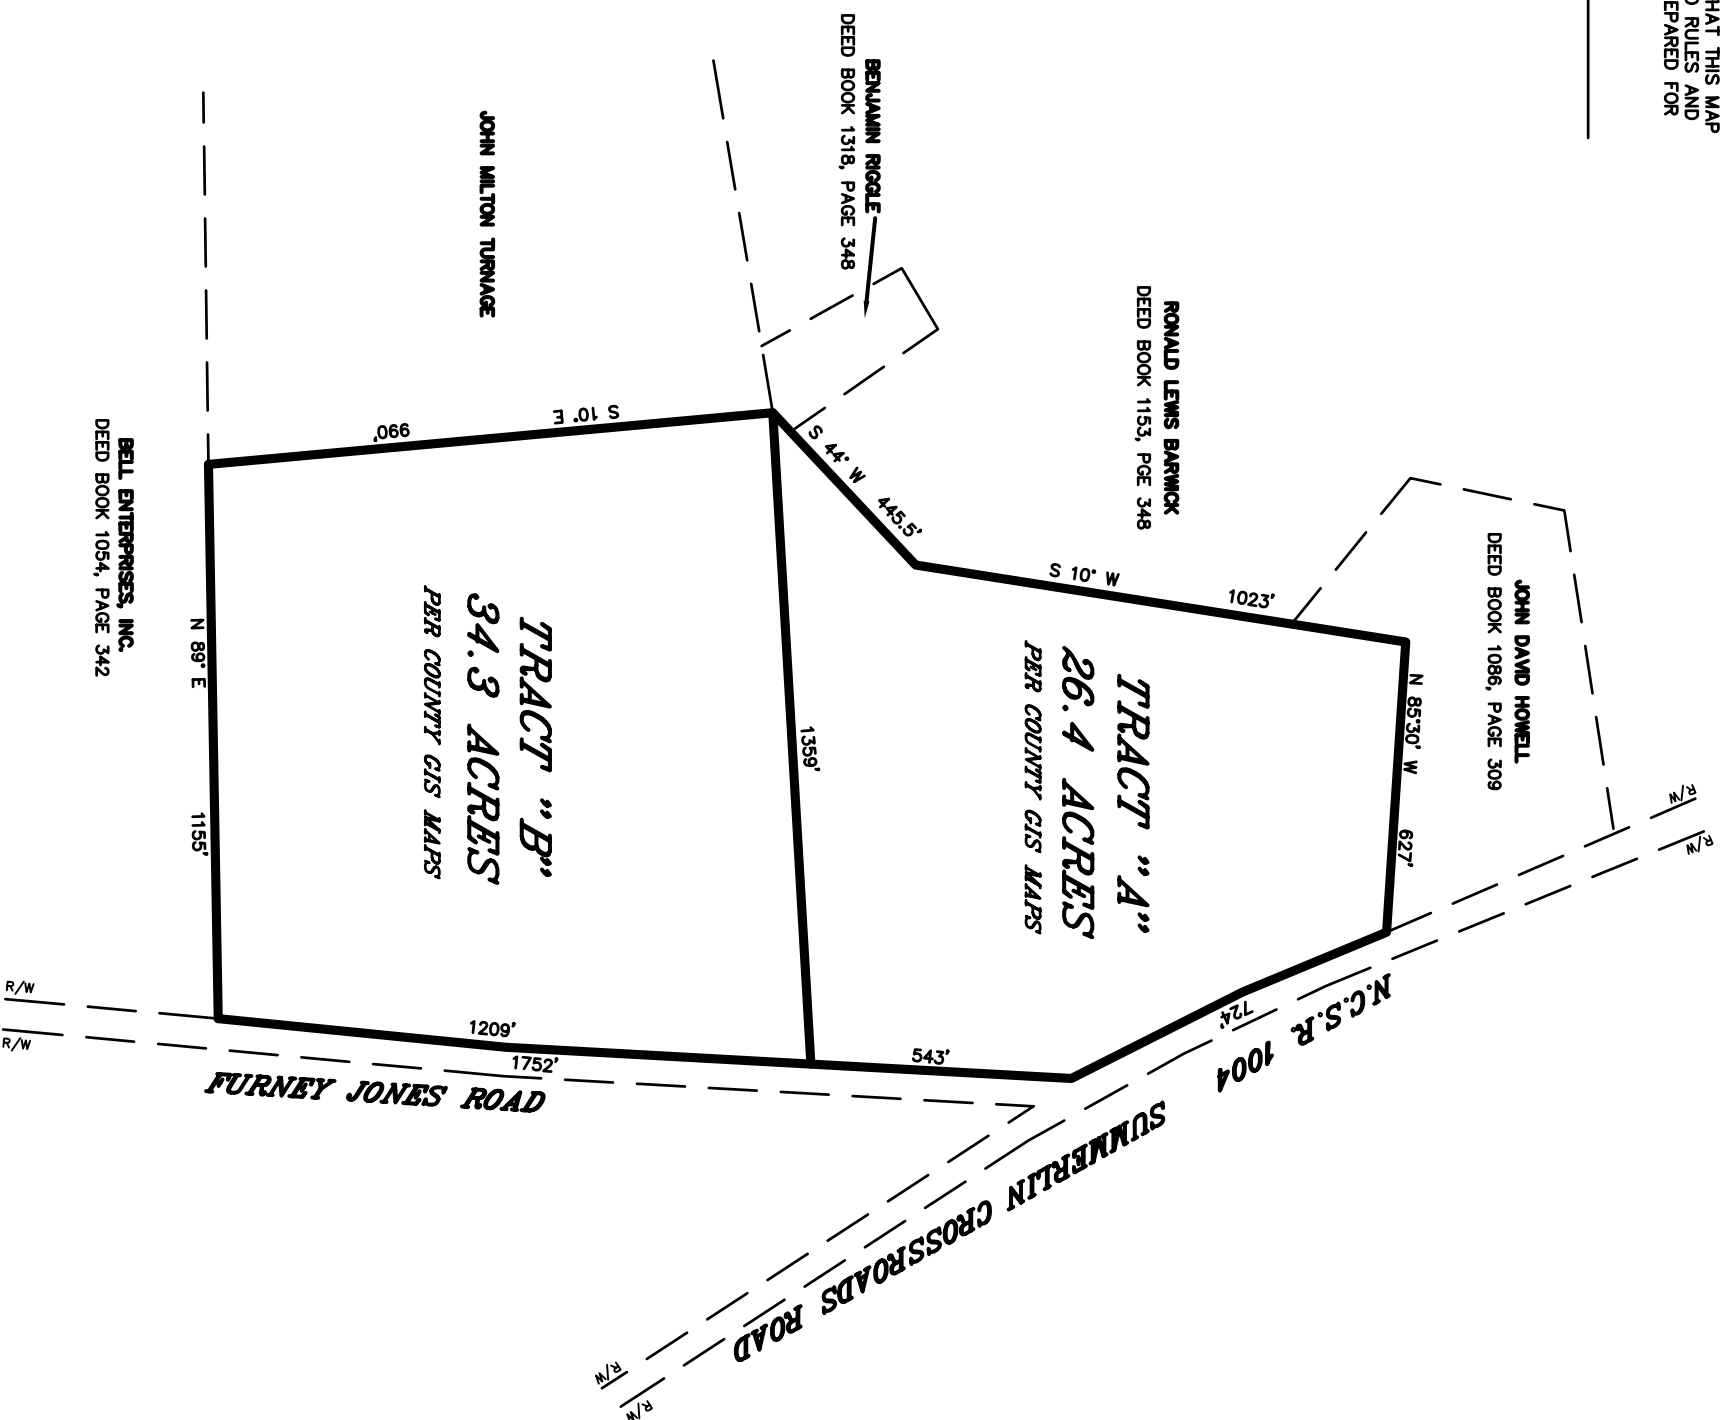 HAT THIS MAP
RULES AND
EPARED FOR
JOHN DAVID HOWELL
DEED BOOK 1086, PAGE 309
R/W
R/W
N 85°30' W
627'
RONALD LEWIS BARWICK
DEED BOOK 1153, PGE 348
S 10° W
1023'
TRACT "A"
26.4 ACRES
PER COUNTY GIS MAPS
N.C.S.R. 1004 SUMMERLIN CROSSROADS ROAD
724'
BENJAMIN RIGGLE
DEED BOOK 1318, PAGE 348
S 44° W 445.5'
1359'
543'
JOHN MILTON TURNAGE
S 10° E
990'
TRACT "B"
34.3 ACRES
PER COUNTY GIS MAPS
1209'
1752'
FURNEY JONES ROAD
N 89° E
1155'
BELL ENTERPRISES, INC.
DEED BOOK 1054, PAGE 342
R/W
R/W
R/W
R/W